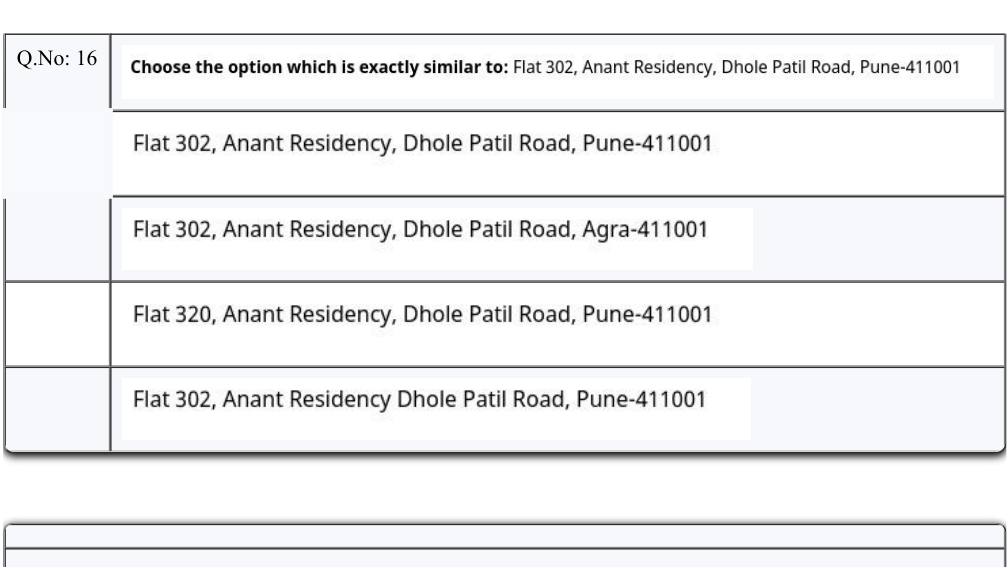 Q.No: 16
Choose the option which is exactly similar to: Flat 302, Anant Residency, Dhole Patil Road, Pune-411001
Flat 302, Anant Residency, Dhole Patil Road, Pune-411001
Flat 302, Anant Residency, Dhole Patil Road, Agra-411001
Flat 320, Anant Residency, Dhole Patil Road, Pune-411001
Flat 302, Anant Residency Dhole Patil Road, Pune-411001